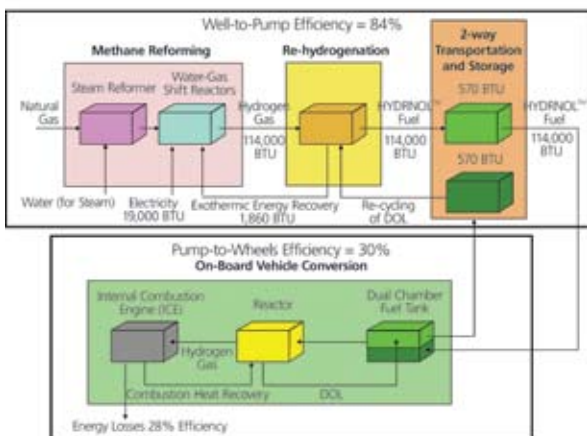 Well-to-Pump Efficiency = 84%
Methane Reforming
Re-hydrogenation
2-way
Transportation
and Storage
Steam Reformer
Water-Gas
Shift Reactors
570 BTU
Natural
Gas
Hydrogen
Gas
114,000
BTU
HYDRNOL™
Fuel
114,000
BTU
HYDRNOL™
Fuel
114,000
BTU
570 BTU
Water (for Steam)
Electricity
19,000 BTU
Exothermic Energy Recovery
1,860 BTU
Re-cycling
of DOL
Pump-to-Wheels Efficiency = 30%
On-Board Vehicle Conversion
Internal Combustion
Engine (ICE)
Reactor
Dual Chamber
Fuel Tank
Hydrogen
Gas
Combustion Heat Recovery
DOL
Energy Losses 28% Efficiency